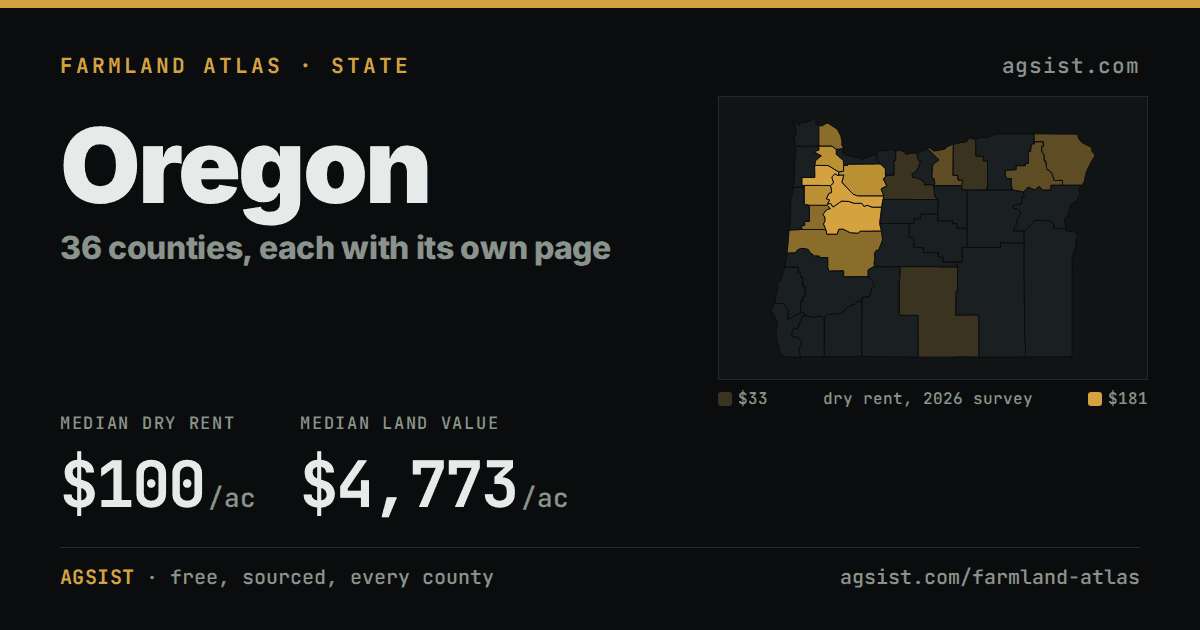 FARMLAND ATLAS · STATE
agsist.com
Oregon
36 counties, each with its own page
$33
dry rent, 2026 survey
$181
MEDIAN DRY RENT
MEDIAN LAND VALUE
$100/ac
$4,773/ac
AGSIST · free, sourced, every county
agsist.com/farmland-atlas